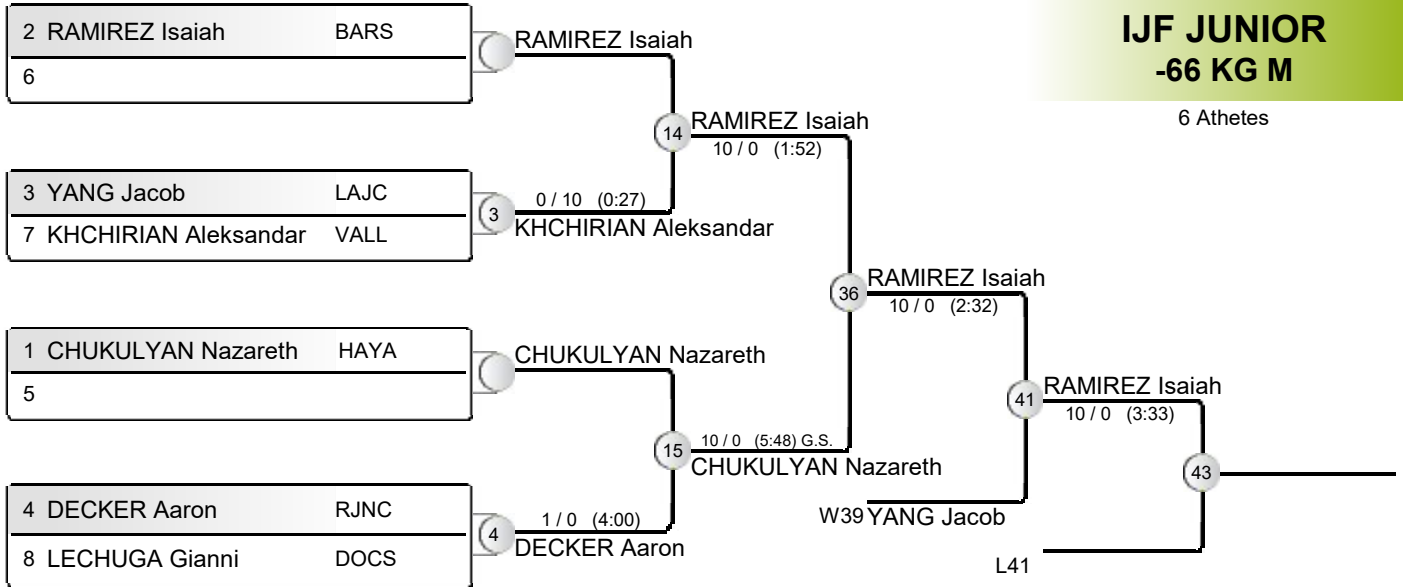 IJF JUNIOR
-66 KG M
6 Athetes
2 RAMIREZ Isaiah BARS
6
RAMIREZ Isaiah
14
RAMIREZ Isaiah
10 / 0 (1:52)
3 YANG Jacob LAJC
7 KHCHIRIAN Aleksandar VALL
3
0 / 10 (0:27)
KHCHIRIAN Aleksandar
36
RAMIREZ Isaiah
10 / 0 (2:32)
1 CHUKULYAN Nazareth HAYA
5
CHUKULYAN Nazareth
15
10 / 0 (5:48) G.S.
CHUKULYAN Nazareth
4 DECKER Aaron RJNC
8 LECHUGA Gianni DOCS
4
1 / 0 (4:00)
DECKER Aaron
41
RAMIREZ Isaiah
10 / 0 (3:33)
W39 YANG Jacob
43
L41